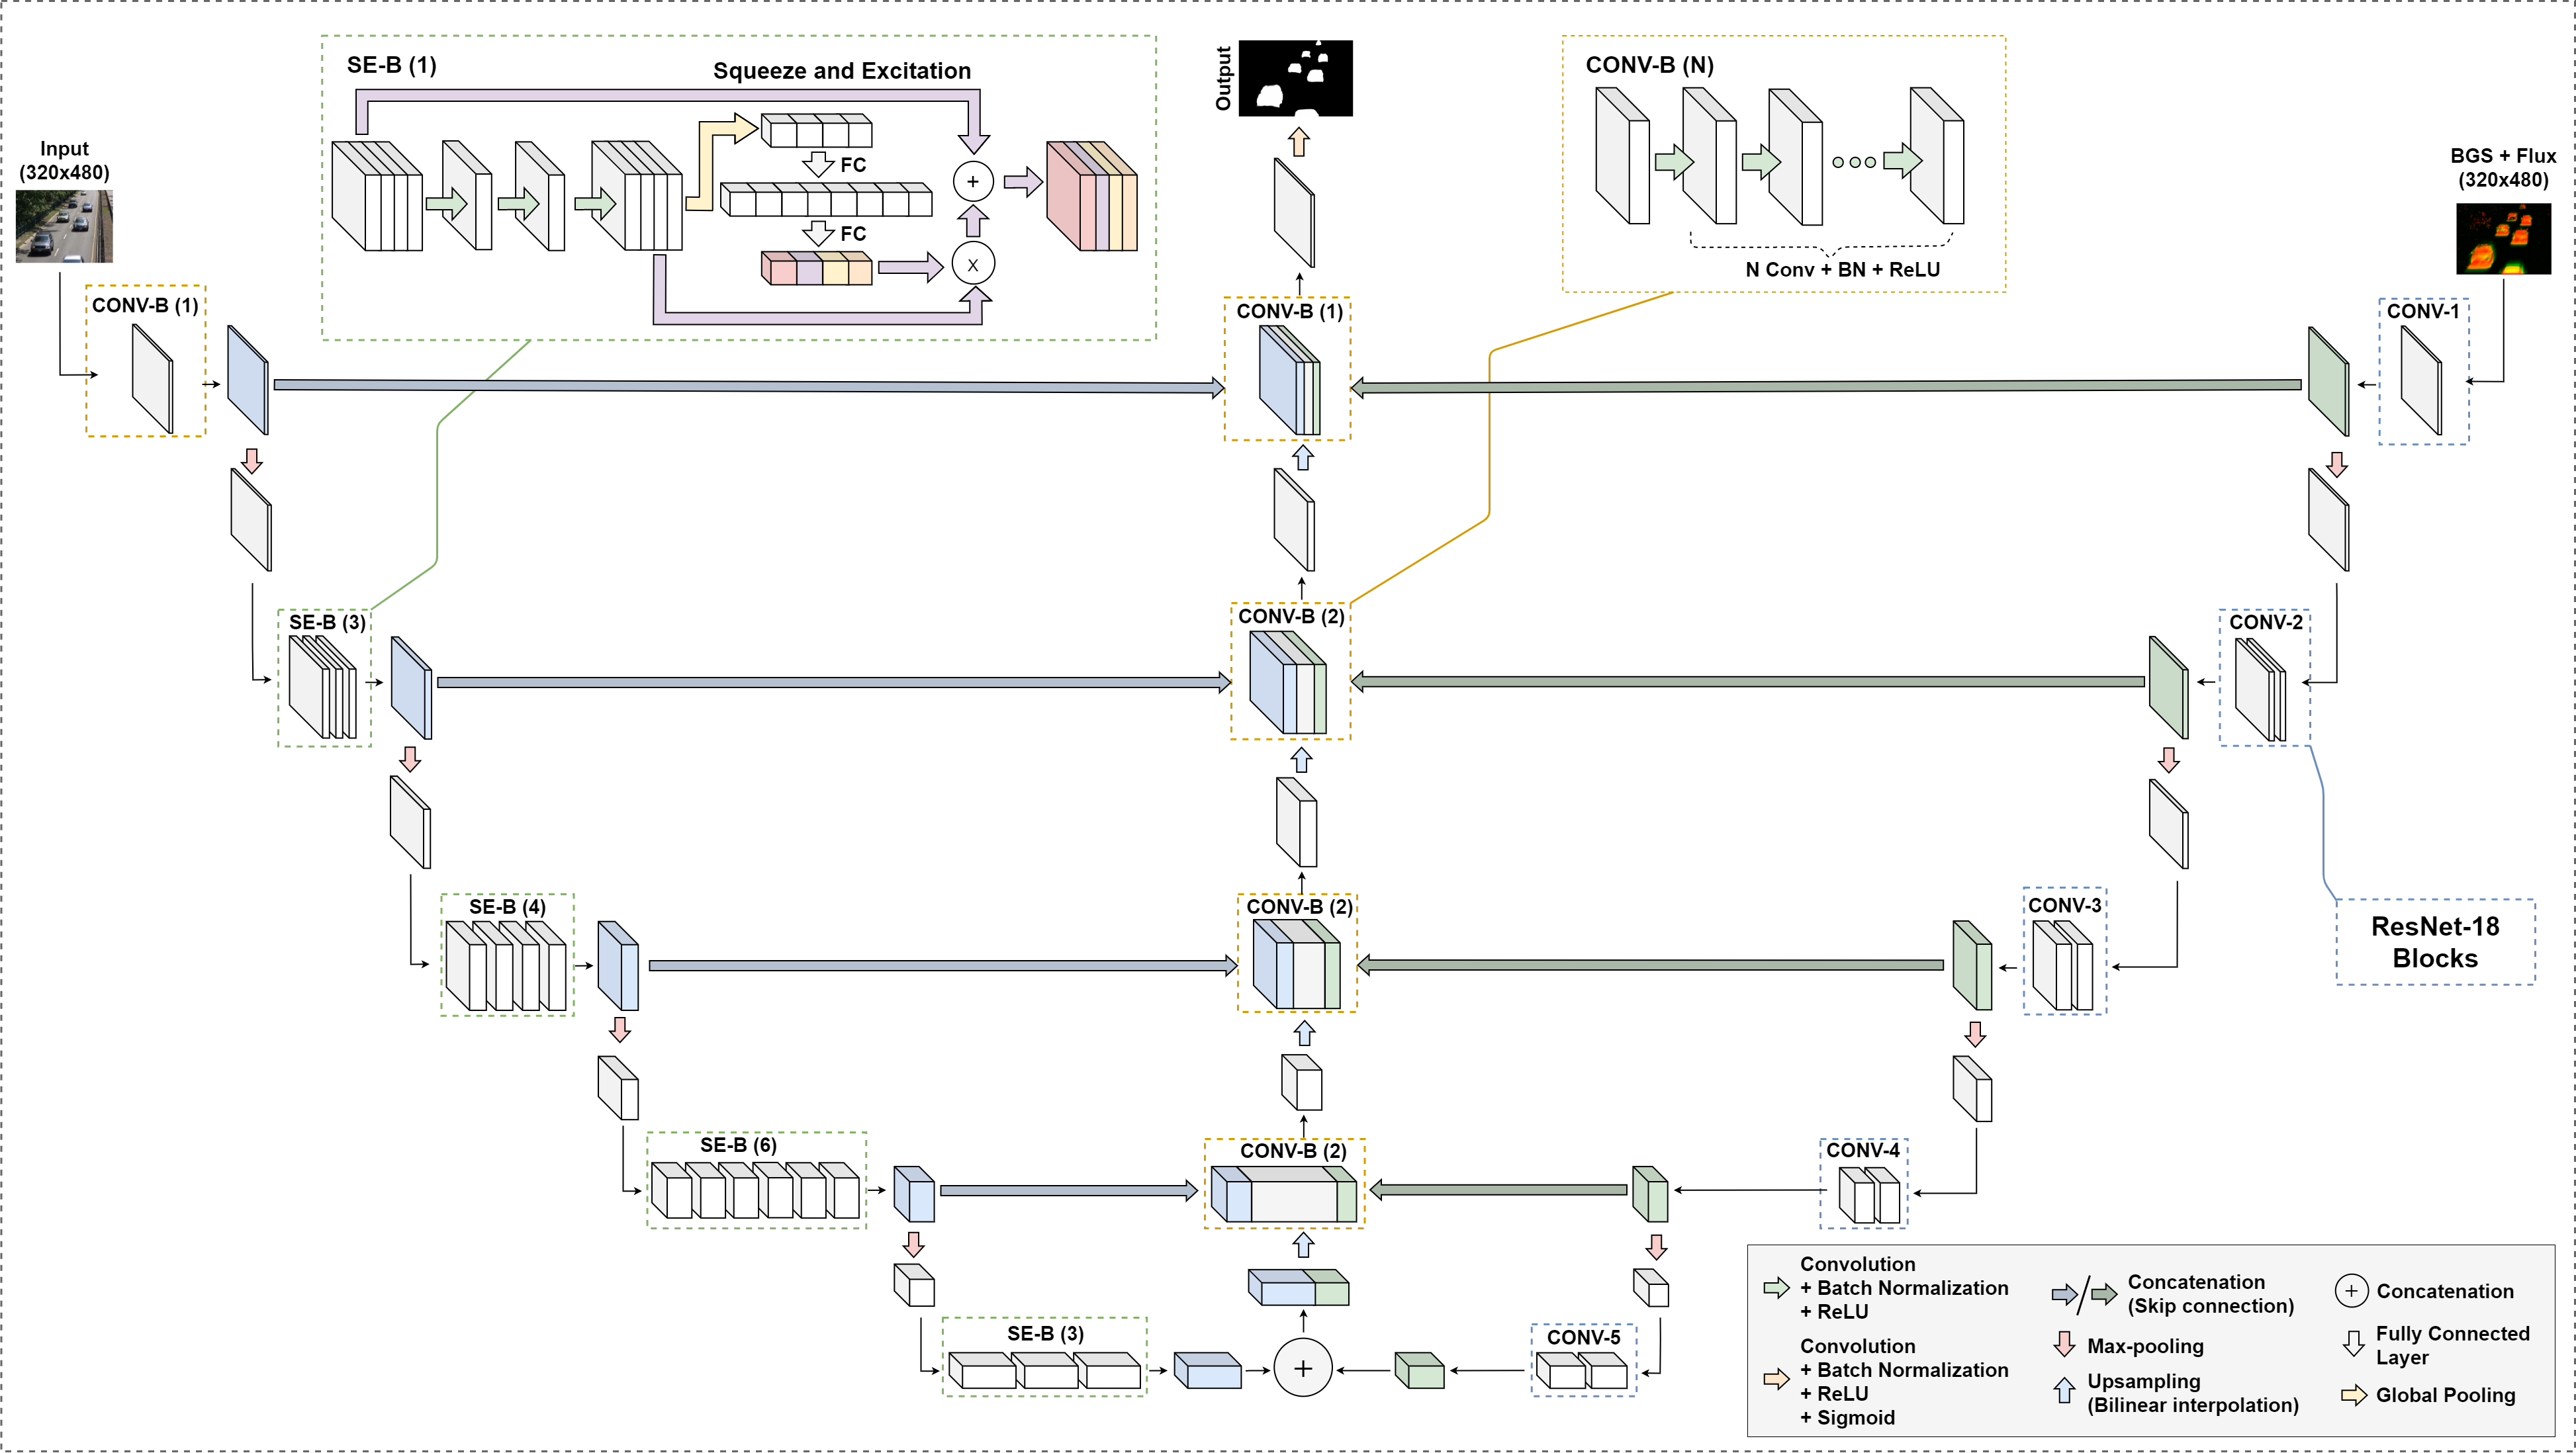 SE-B (1)
Squeeze and Excitation
FC
FC
+
X
Output
CONV-B (N)
N Conv + BN + ReLU
Input
(320x480)
BGS + Flux
(320x480)
CONV-B (1)
CONV-B (1)
CONV-1
SE-B (3)
CONV-B (2)
CONV-2
SE-B (4)
CONV-B (2)
CONV-3
ResNet-18
Blocks
SE-B (6)
CONV-B (2)
CONV-4
SE-B (3)
+
CONV-5
Convolution
+ Batch Normalization
+ ReLU
Convolution
+ Batch Normalization
+ ReLU
+ Sigmoid
/
Concatenation
(Skip connection)
Max-pooling
Upsampling
(Bilinear interpolation)
+
Concatenation
Fully Connected
Layer
Global Pooling